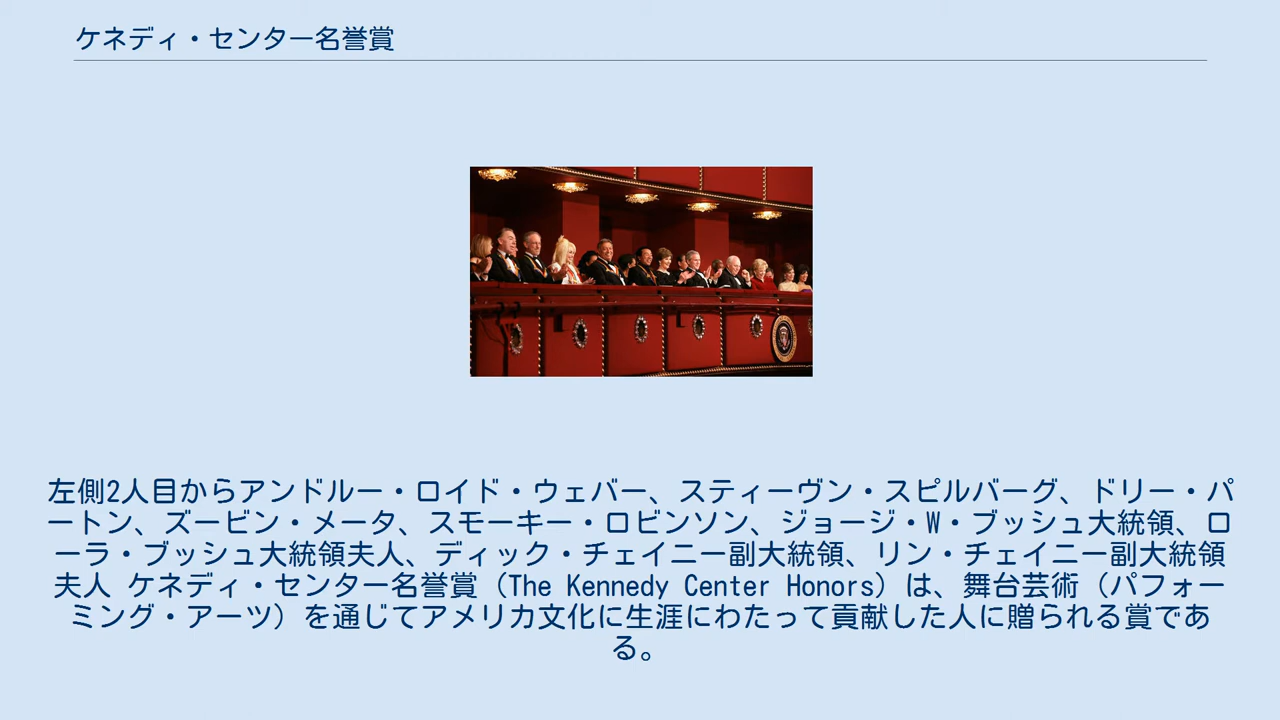 ケネディ・センター名誉賞
左側2人目からアンドルー・ロイド・ウェバー、スティーヴン・スピルバーグ、ドリー・パ
ートン、ズービン・メータ、スモーキー・ロビンソン、ジョージ・W・ブッシュ大統領、ロ
ーラ・ブッシュ大統領夫人、ディック・チェイニー副大統領、リン・チェイニー副大統領
夫人 ケネディ・センター名誉賞（The Kennedy Center Honors）は、舞台芸術（パフォー
ミング・アーツ）を通じてアメリカ文化に生涯にわたって貢献した人に贈られる賞であ
る。